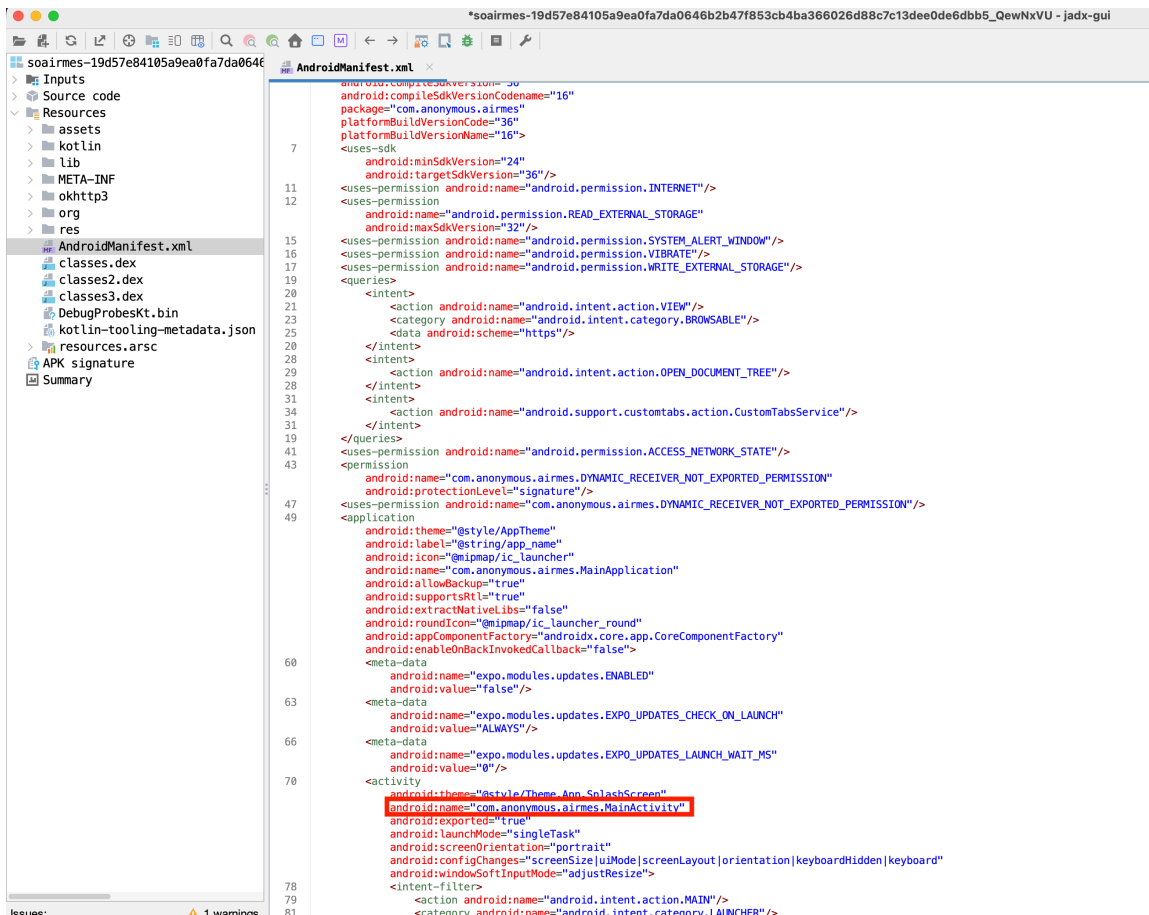 *soairmes-19d57e84105a9ea0fa7da0646b2b47f853cb4ba366026d88c7c13dee0de6dbb5_QewNxVU - jadx-gui
soairmes-19d57e84105a9ea0fa7da0646
Inputs
Source code
Resources
assets
kotlin
lib
META-INF
okhttp3
org
res
AndroidManifest.xml
classes.dex
classes2.dex
classes3.dex
DebugProbesKt.bin
kotlin-tooling-metadata.json
resources.arsc
APK signature
Summary
Issues: 1 warnings
AndroidManifest.xml
android:compileSdkVersion="36"
android:compileSdkVersionCodename="16"
package="com.anonymous.airmes"
platformBuildVersionCode="36"
platformBuildVersionName="16">
7 <uses-sdk
android:minSdkVersion="24"
android:targetSdkVersion="36"/>
11 <uses-permission android:name="android.permission.INTERNET"/>
12 <uses-permission
android:name="android.permission.READ_EXTERNAL_STORAGE"
android:maxSdkVersion="32"/>
15 <uses-permission android:name="android.permission.SYSTEM_ALERT_WINDOW"/>
16 <uses-permission android:name="android.permission.VIBRATE"/>
17 <uses-permission android:name="android.permission.WRITE_EXTERNAL_STORAGE"/>
19 <queries>
20 <intent>
21 <action android:name="android.intent.action.VIEW"/>
23 <category android:name="android.intent.category.BROWSABLE"/>
25 <data android:scheme="https"/>
20 </intent>
28 <intent>
29 <action android:name="android.intent.action.OPEN_DOCUMENT_TREE"/>
28 </intent>
31 <intent>
34 <action android:name="android.support.customtabs.action.CustomTabsService"/>
31 </intent>
19 </queries>
41 <uses-permission android:name="android.permission.ACCESS_NETWORK_STATE"/>
43 <permission
android:name="com.anonymous.airmes.DYNAMIC_RECEIVER_NOT_EXPORTED_PERMISSION"
android:protectionLevel="signature"/>
47 <uses-permission android:name="com.anonymous.airmes.DYNAMIC_RECEIVER_NOT_EXPORTED_PERMISSION"/>
49 <application
android:theme="@style/AppTheme"
android:label="@string/app_name"
android:icon="@mipmap/ic_launcher"
android:name="com.anonymous.airmes.MainApplication"
android:allowBackup="true"
android:supportsRtl="true"
android:extractNativeLibs="false"
android:roundIcon="@mipmap/ic_launcher_round"
android:appComponentFactory="androidx.core.app.CoreComponentFactory"
android:enableOnBackInvokedCallback="false">
60 <meta-data
android:name="expo.modules.updates.ENABLED"
android:value="false"/>
63 <meta-data
android:name="expo.modules.updates.EXPO_UPDATES_CHECK_ON_LAUNCH"
android:value="ALWAYS"/>
66 <meta-data
android:name="expo.modules.updates.EXPO_UPDATES_LAUNCH_WAIT_MS"
android:value="0"/>
70 <activity
android:theme="@style/Theme.App.SplashScreen"
android:name="com.anonymous.airmes.MainActivity"
android:exported="true"
android:launchMode="singleTask"
android:screenOrientation="portrait"
android:configChanges="screenSize|uiMode|screenLayout|orientation|keyboardHidden|keyboard"
android:windowSoftInputMode="adjustResize">
78 <intent-filter>
79 <action android:name="android.intent.action.MAIN"/>
81 <category android:name="android.intent.category.LAUNCHER"/>